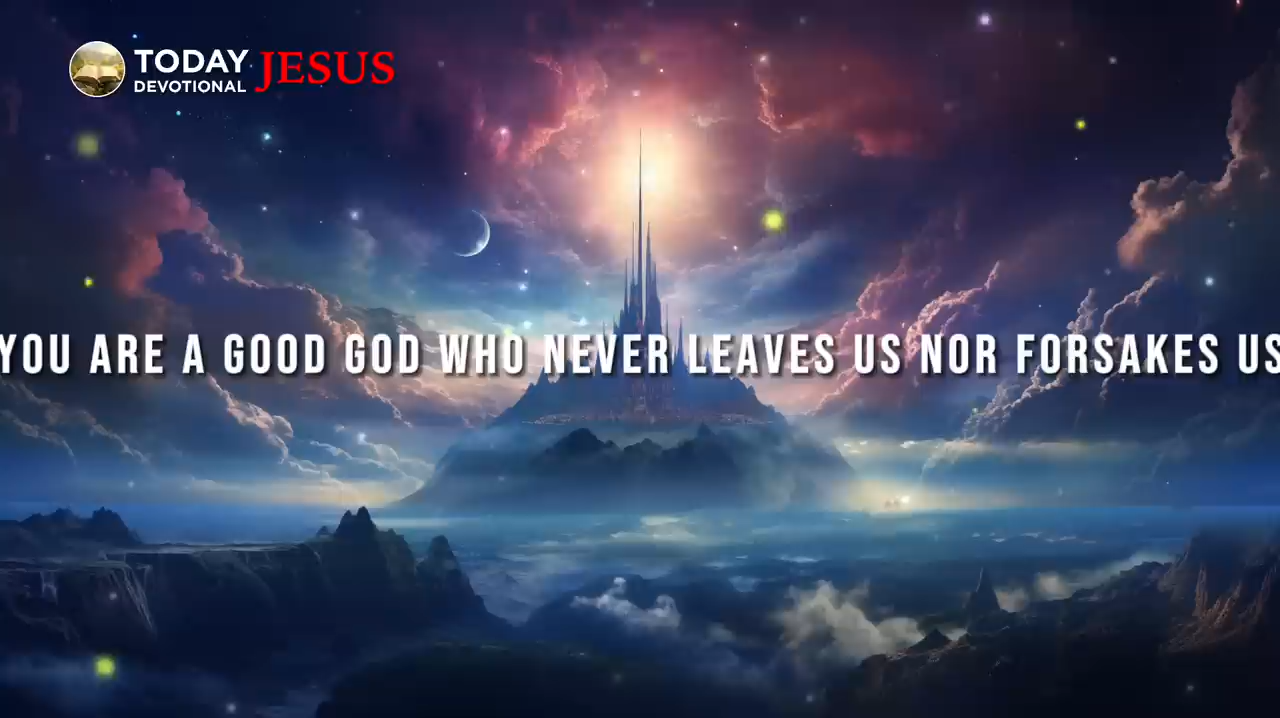 TODAY JESUS
DEVOTIONAL
YOU ARE A GOOD GOD WHO NEVER LEAVES US NOR FORSAKES US